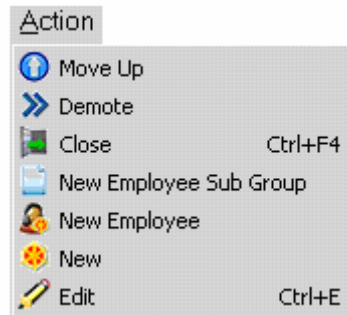 Action
Move Up
Demote
Close Ctrl+F4
New Employee Sub Group
New Employee
New
Edit Ctrl+E